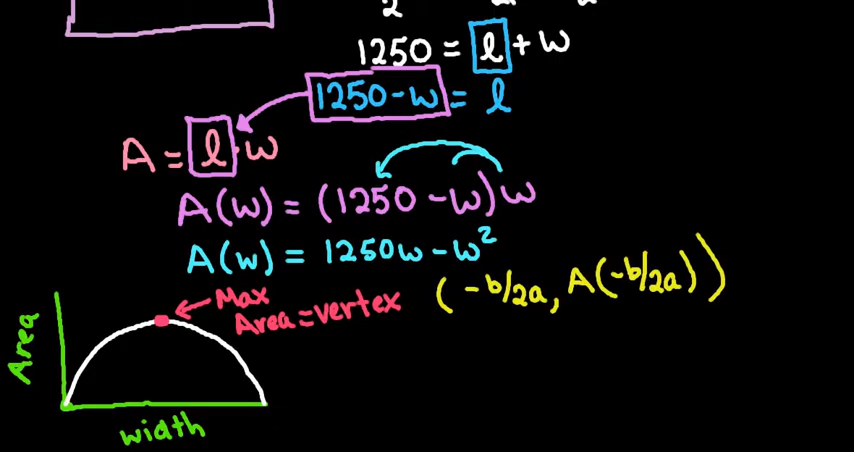 1250 = l + w
1250 - w = l
A = l · w
A(w) = (1250 - w)w
A(w) = 1250w - w²
(-b/2a, A(-b/2a))
Max
Area = vertex
Area
width